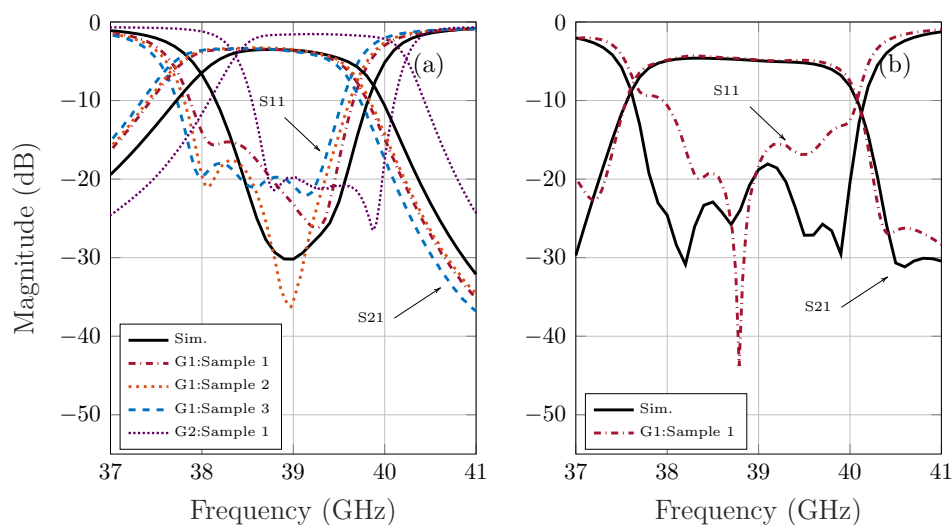 Magnitude (dB)
0
−10
−20
−30
−40
−50
37
38
39
40
41
Frequency (GHz)
(a)
S11
S21
Sim.
G1:Sample 1
G1:Sample 2
G1:Sample 3
G2:Sample 1
0
−10
−20
−30
−40
−50
37
38
39
40
41
Frequency (GHz)
(b)
S11
S21
Sim.
G1:Sample 1